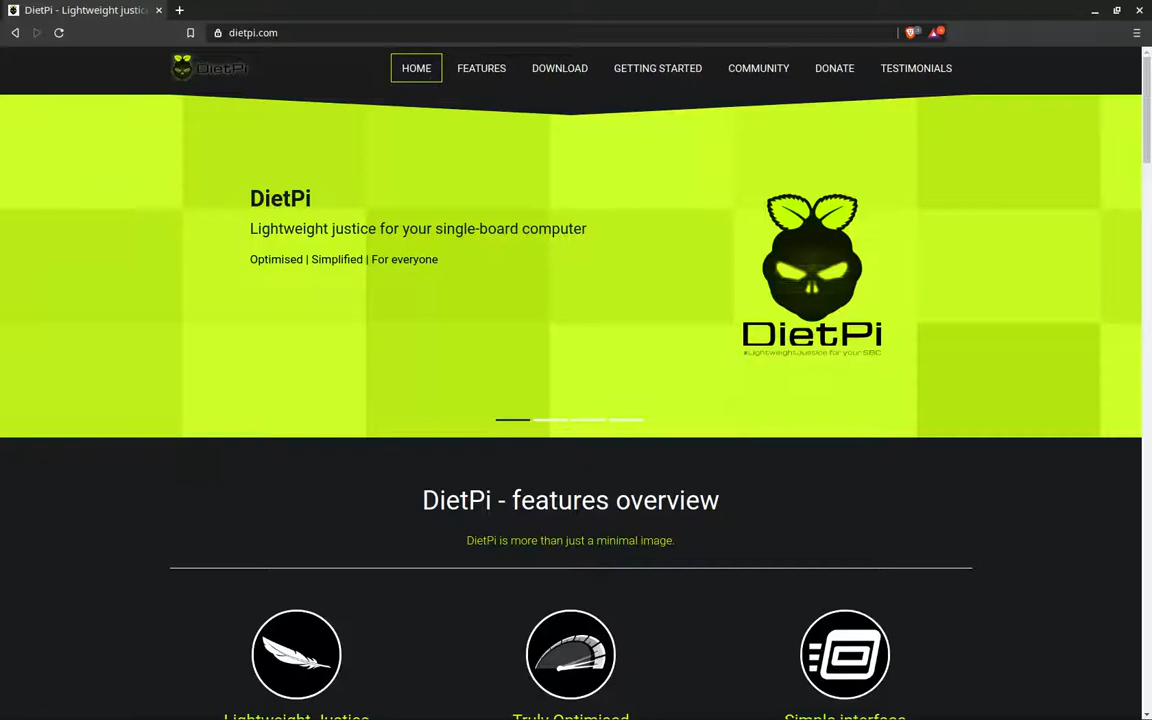 DietPi - Lightweight justic
dietpi.com
DietPi
HOME
FEATURES
DOWNLOAD
GETTING STARTED
COMMUNITY
DONATE
TESTIMONIALS
DietPi
Lightweight justice for your single-board computer
Optimised | Simplified | For everyone
DietPi
#LightweightJustice for your SBC
DietPi - features overview
DietPi is more than just a minimal image.
Lightweight Justice
Truly Optimised
Simple interface